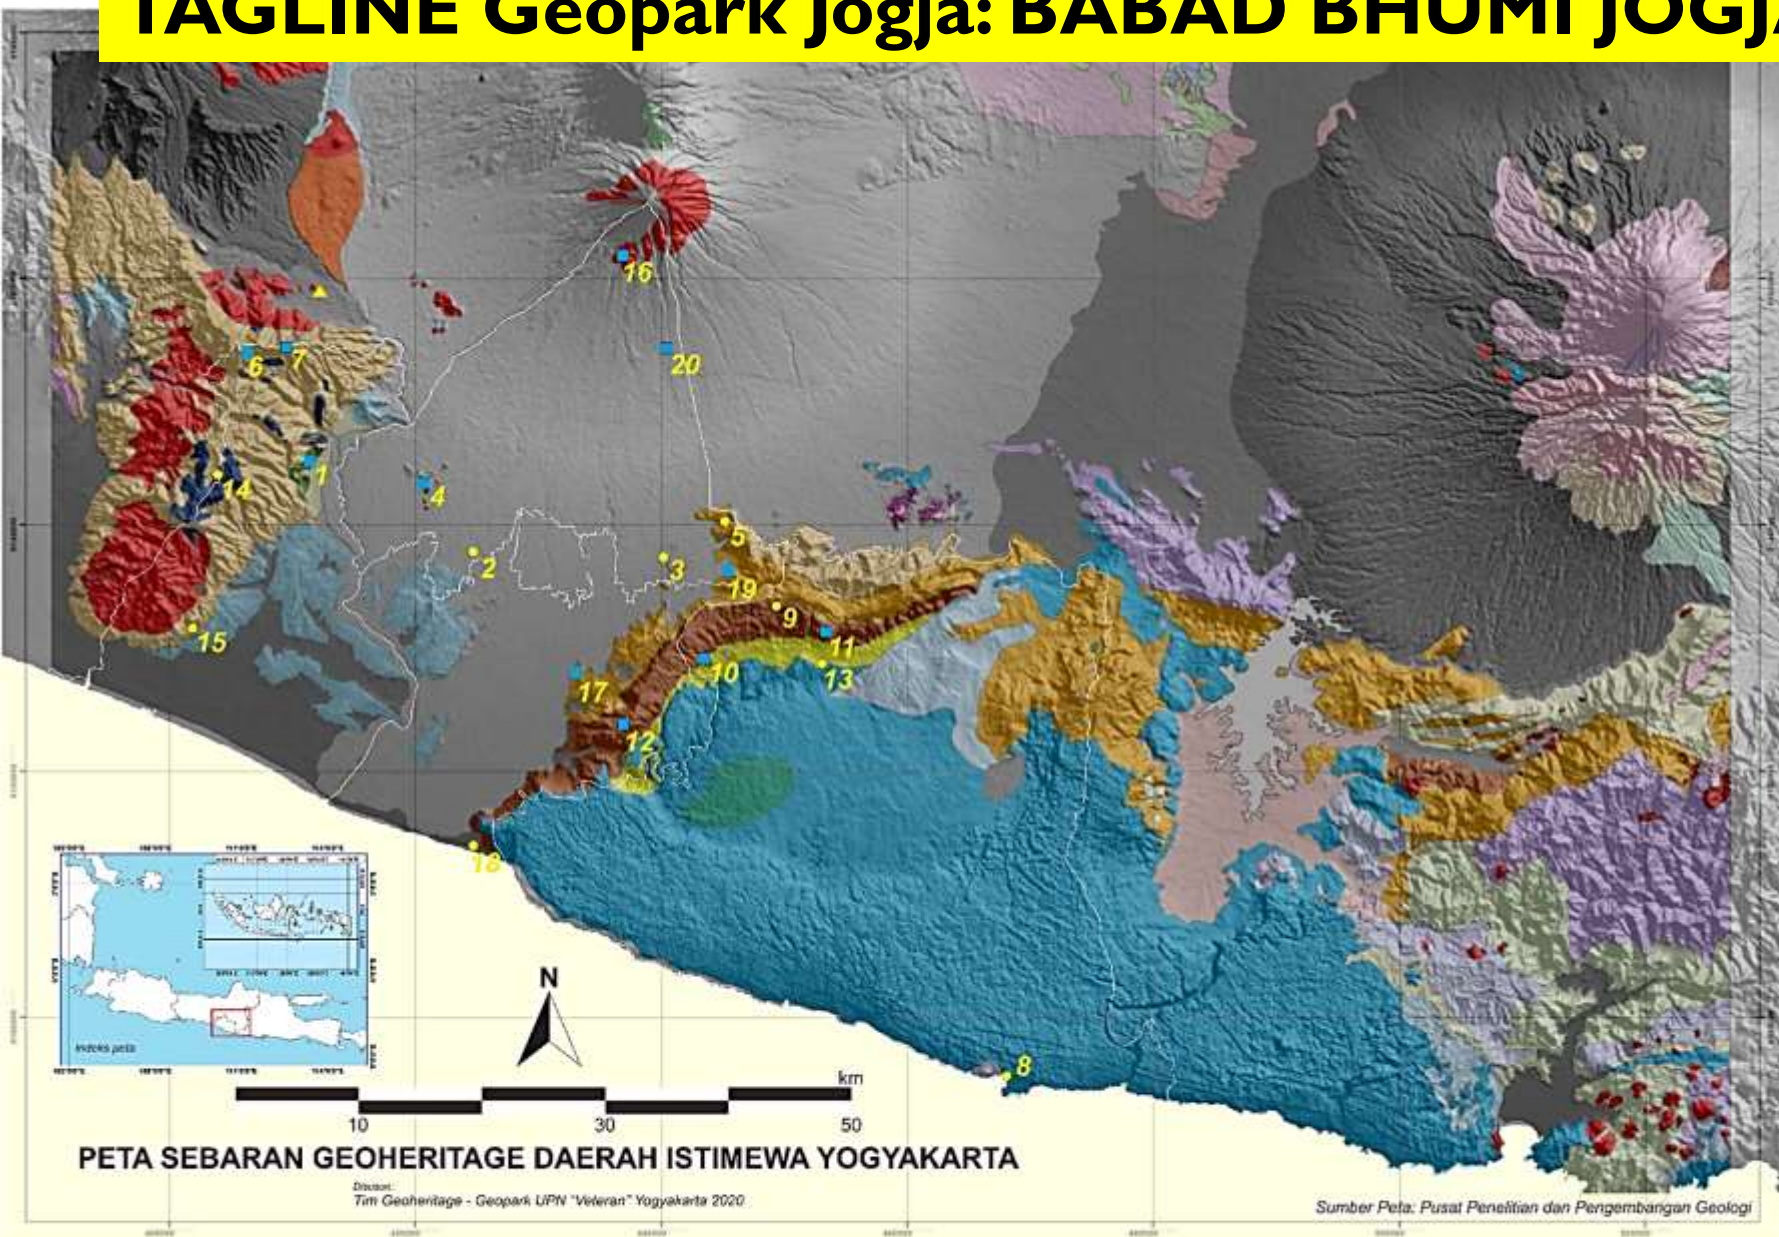 TAGLINE Geopark Jogja: BABAD BHUMI JOGJA
16
20
6
7
1
14
4
5
2
3
19
9
15
11
10
13
17
12
18
N
8
Indeks peta
km
10 30 50
PETA SEBARAN GEOHERITAGE DAERAH ISTIMEWA YOGYAKARTA
Disusun:
Tim Geoheritage - Geopark UPN "Veteran" Yogyakarta 2020
Sumber Peta: Pusat Penelitian dan Pengembangan Geologi